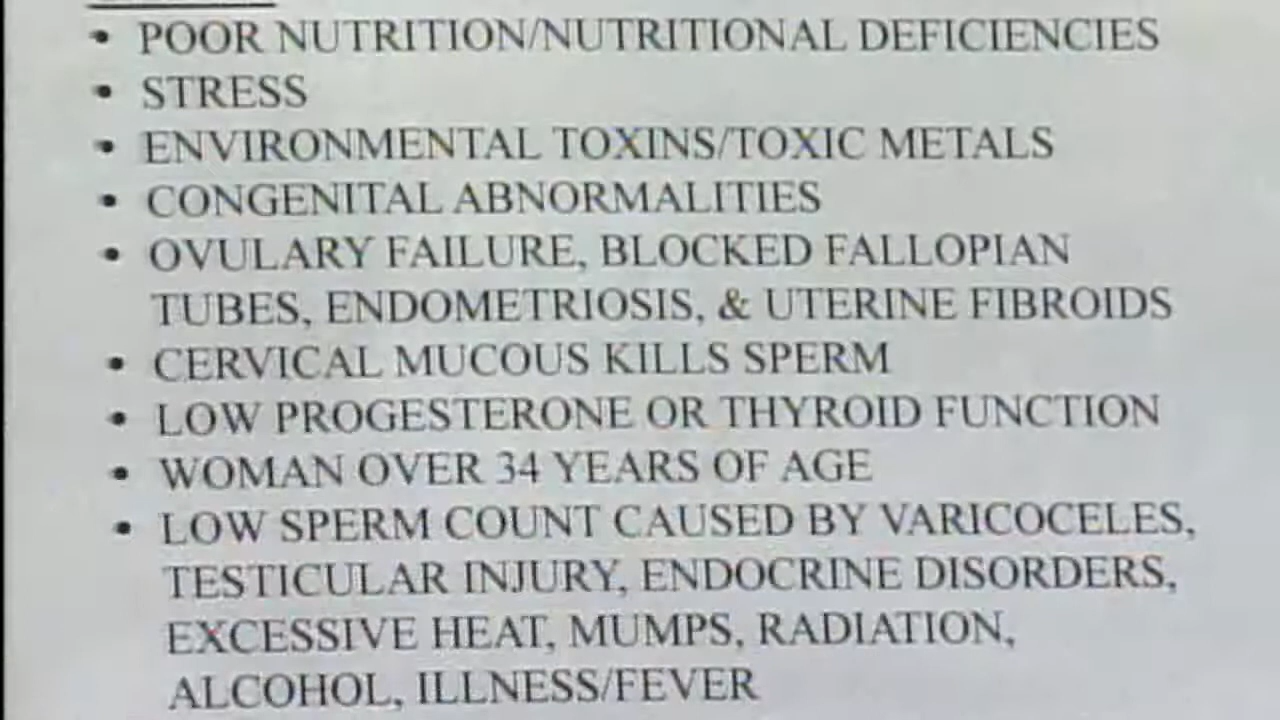 • POOR NUTRITION/NUTRITIONAL DEFICIENCIES
• STRESS
• ENVIRONMENTAL TOXINS/TOXIC METALS
• CONGENITAL ABNORMALITIES
• OVULARY FAILURE, BLOCKED FALLOPIAN
TUBES, ENDOMETRIOSIS, & UTERINE FIBROIDS
• CERVICAL MUCOUS KILLS SPERM
• LOW PROGESTERONE OR THYROID FUNCTION
• WOMAN OVER 34 YEARS OF AGE
• LOW SPERM COUNT CAUSED BY VARICOCELES,
TESTICULAR INJURY, ENDOCRINE DISORDERS,
EXCESSIVE HEAT, MUMPS, RADIATION,
ALCOHOL, ILLNESS/FEVER